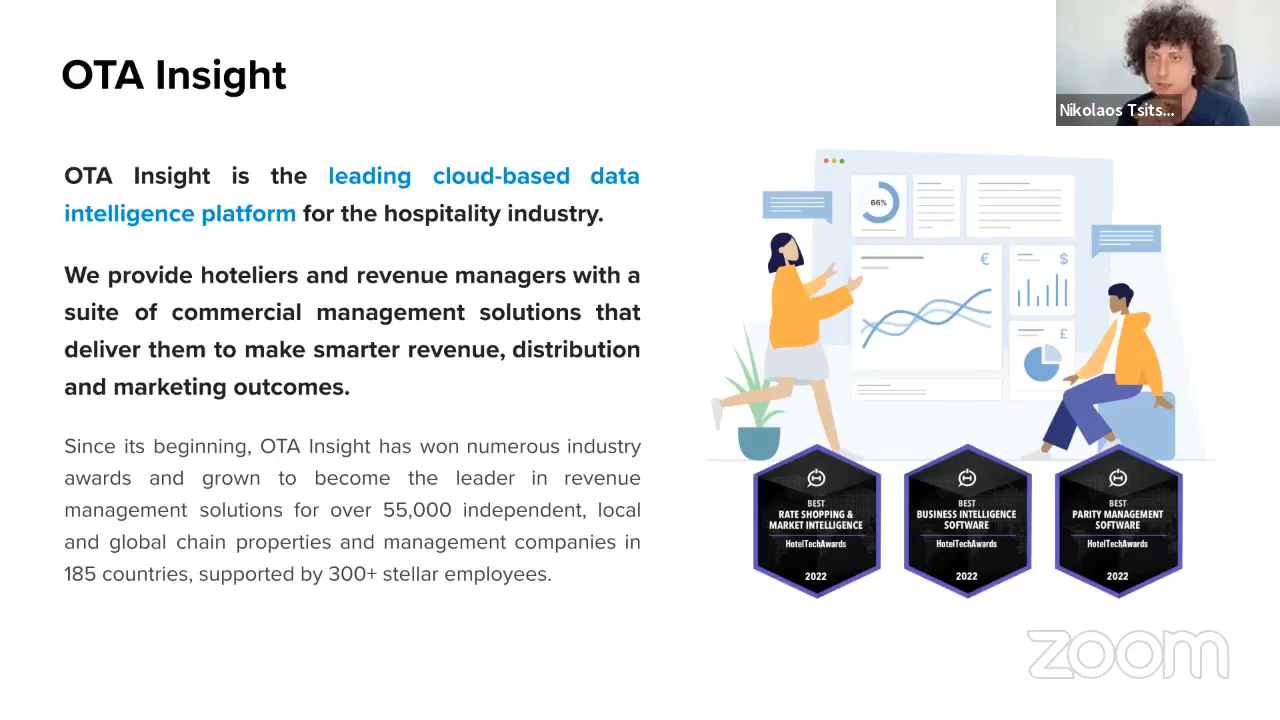 OTA Insight
Nikolaos Tsits...
OTA Insight is the leading cloud-based data
intelligence platform for the hospitality industry.
We provide hoteliers and revenue managers with a
suite of commercial management solutions that
deliver them to make smarter revenue, distribution
and marketing outcomes.
Since its beginning, OTA Insight has won numerous industry
awards and grown to become the leader in revenue
management solutions for over 55,000 independent, local
and global chain properties and management companies in
185 countries, supported by 300+ stellar employees.
66%
€
$
£
BEST
RATE SHOPPING &
MARKET INTELLIGENCE
HotelTechAwards
2022
BEST
BUSINESS INTELLIGENCE
SOFTWARE
HotelTechAwards
2022
BEST
PARITY MANAGEMENT
SOFTWARE
HotelTechAwards
2022
zoom